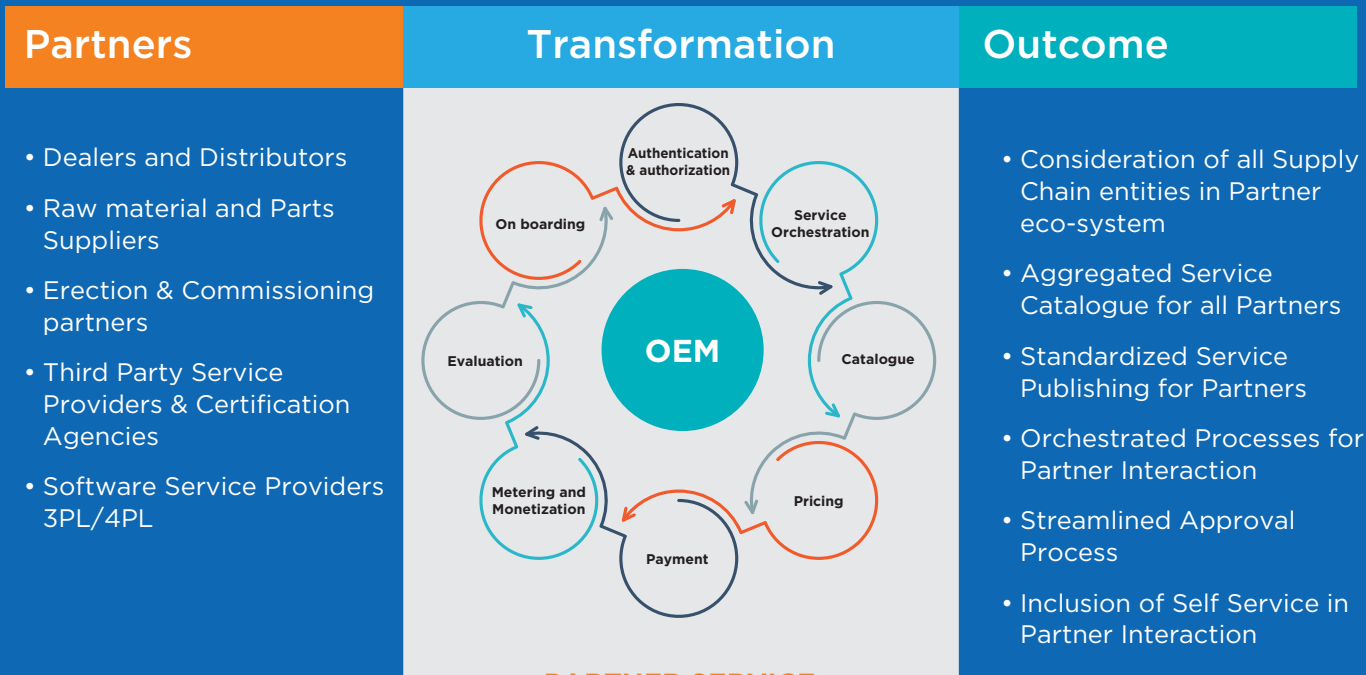 Partners
• Dealers and Distributors
• Raw material and Parts
Suppliers
• Erection & Commissioning
partners
• Third Party Service
Providers & Certification
Agencies
• Software Service Providers
3PL/4PL
Transformation
Authentication
& authorization
Service
Orchestration
Catalogue
Pricing
Payment
Metering and
Monetization
Evaluation
On boarding
OEM
PARTNER SERVICE
Outcome
• Consideration of all Supply
Chain entities in Partner
eco-system
• Aggregated Service
Catalogue for all Partners
• Standardized Service
Publishing for Partners
• Orchestrated Processes for
Partner Interaction
• Streamlined Approval
Process
• Inclusion of Self Service in
Partner Interaction